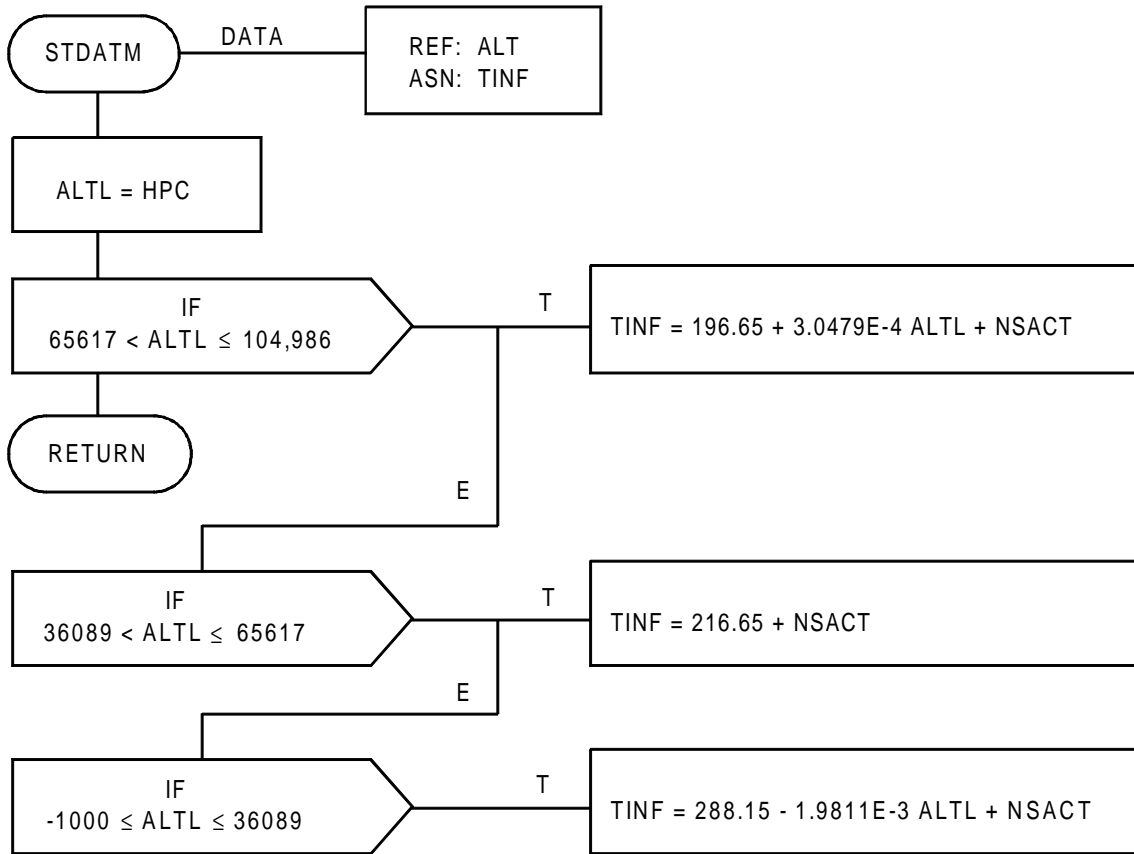 STDATM
DATA
REF: ALT
ASN: TINF
ALTL = HPC
IF
65617 < ALTL ≤ 104,986
T
TINF = 196.65 + 3.0479E-4 ALTL + NSACT
RETURN
E
IF
36089 < ALTL ≤ 65617
T
TINF = 216.65 + NSACT
E
IF
-1000 ≤ ALTL ≤ 36089
T
TINF = 288.15 - 1.9811E-3 ALTL + NSACT